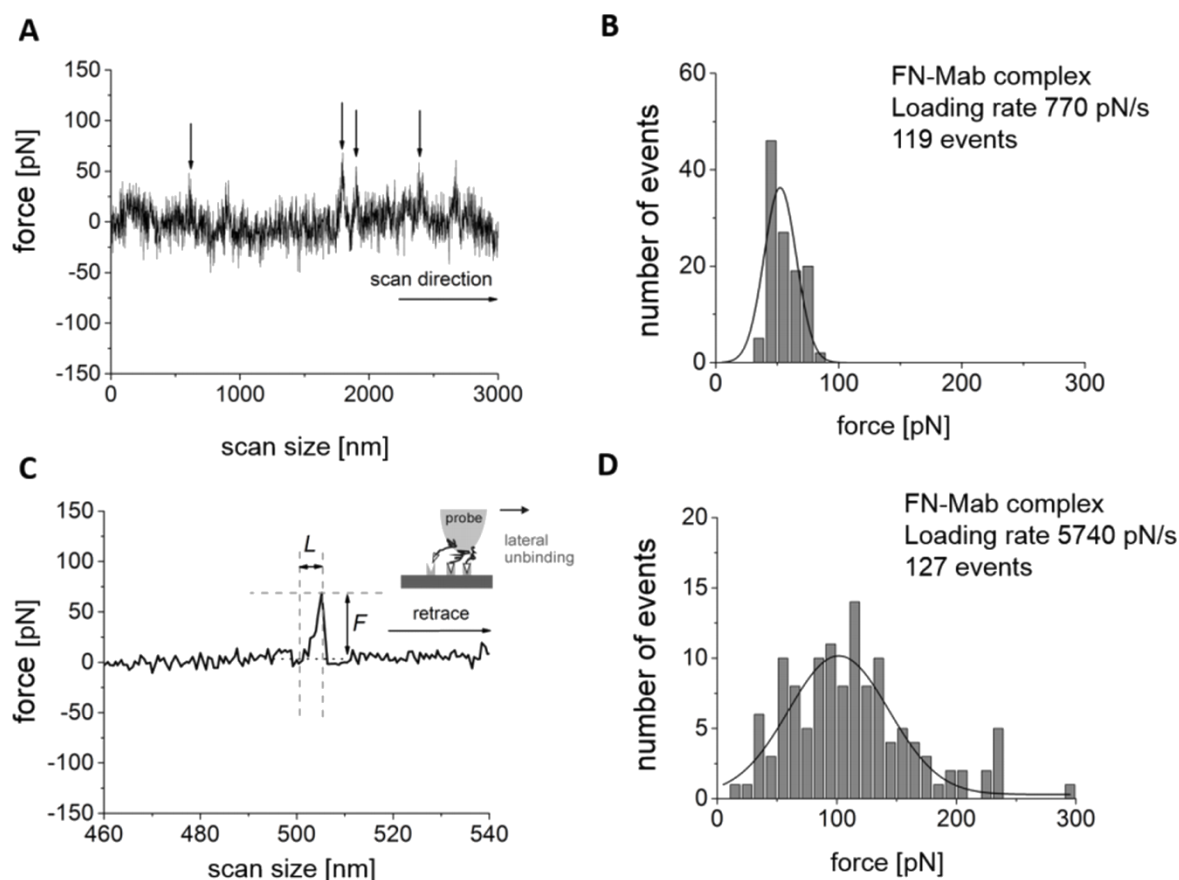 A
150
100
50
0
-50
-100
-150
force [pN]
scan direction
0 1000 2000 3000
scan size [nm]
B
60
40
20
0
number of events
FN-Mab complex
Loading rate 770 pN/s
119 events
0 100 200 300
force [pN]
C
150
100
50
0
-50
-100
-150
force [pN]
L
F
probe
lateral
unbinding
retrace
460 480 500 520 540
scan size [nm]
D
20
15
10
5
0
number of events
FN-Mab complex
Loading rate 5740 pN/s
127 events
0 100 200 300
force [pN]